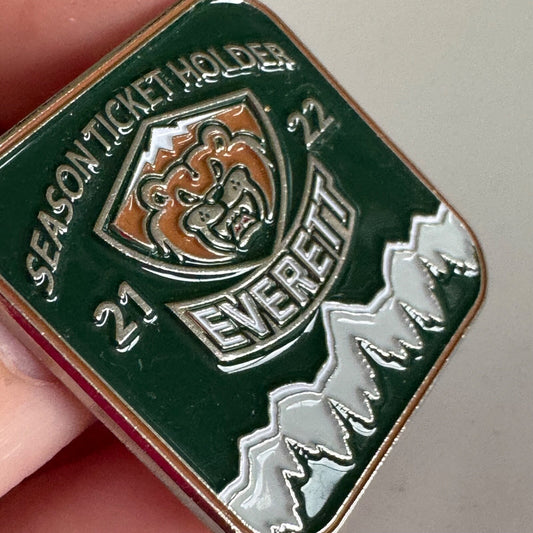 SEASON TICKET HOLDER
21 22
EVERETT